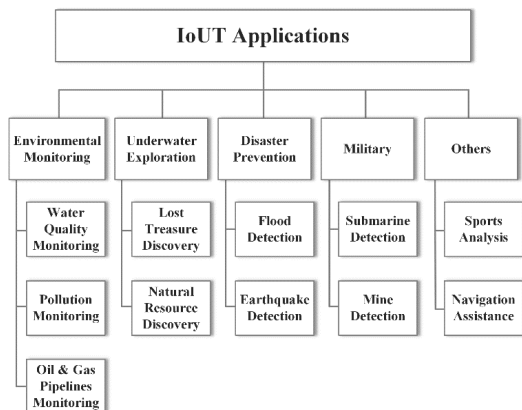 IoUT Applications
Environmental
Monitoring
Underwater
Exploration
Disaster
Prevention
Military
Others
Water
Quality
Monitoring
Lost
Treasure
Discovery
Flood
Detection
Submarine
Detection
Sports
Analysis
Pollution
Monitoring
Natural
Resource
Discovery
Earthquake
Detection
Mine
Detection
Navigation
Assistance
Oil & Gas
Pipelines
Monitoring